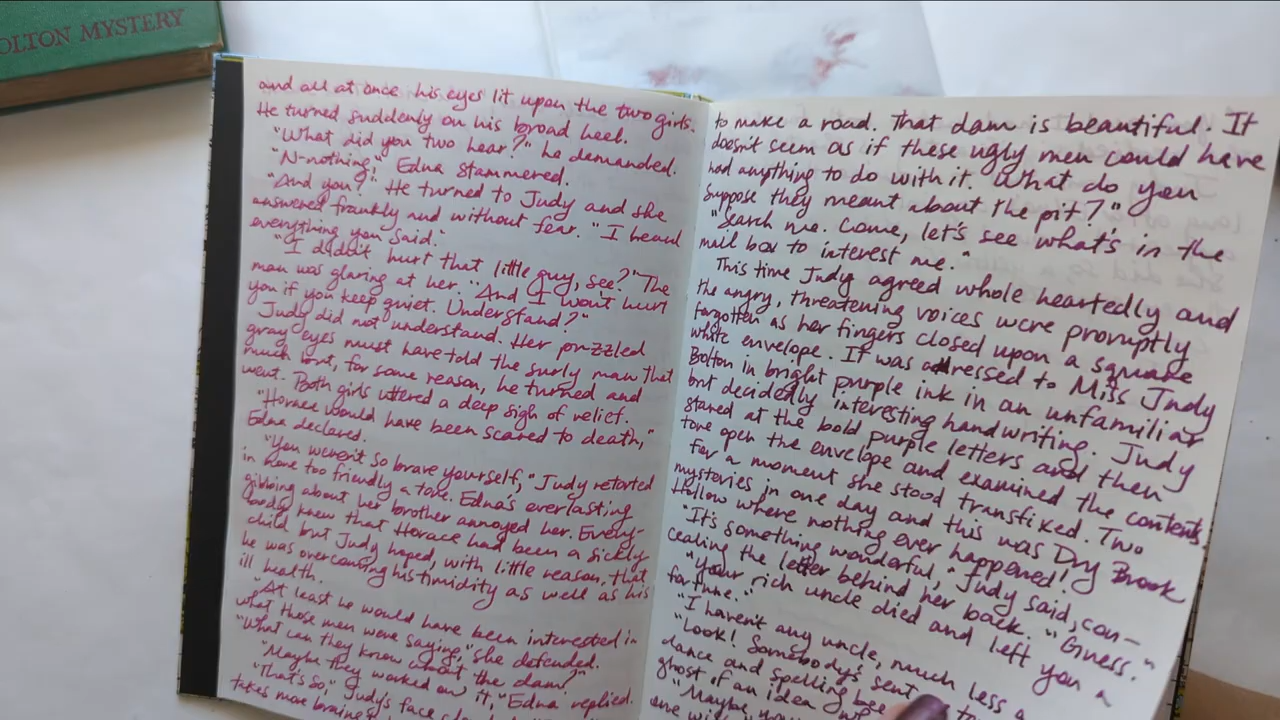 OLTON MYSTERY
and all at once his eyes lit upon the two girls.
He turned suddenly on his broad heel.
"What did you two hear?" he demanded.
"N-nothing!" Edna stammered.
"And you?" He turned to Judy and she
answered frankly and without fear. "I heard
everything you said."
"I didn't hurt that little guy, see?" The
man was glaring at her. "And I won't hurt
you if you keep quiet. Understand?"
Judy did not understand. Her puzzled
gray eyes must have told the surly man that
much but, for some reason, he turned and
went. Both girls uttered a deep sigh of relief.
"Horace would have been scared to death,"
Edna declared.
"You weren't so brave yourself," Judy retorted
in none too friendly a tone. Edna's everlasting
gibbing about her brother annoyed her. Every-
body knew that Horace had been a sickly
child but Judy hoped, with little reason, that
he was overcoming his timidity as well as his
ill health.
"At least he would have been interested in
what those men were saying," she defended.
"What can they know about the dam?"
"Maybe they worked on it," Edna replied.
"That's so," Judy's face
takes more
to make a road. That dam is beautiful. It
doesn't seem as if these ugly men could have
had anything to do with it. What do you
suppose they meant about the pit?"
"Search me. Come, let's see what's in the
mail box to interest me."
This time Judy agreed whole heartedly and
the angry, threatening voices were promptly
forgotten as her fingers closed upon a square
white envelope. It was adressed to Miss Judy
Bolton in bright purple ink in an unfamiliar
but decidedly interesting handwriting. Judy
stared at the bold purple letters and then
tore open the envelope and examined the contents.
For a moment she stood transfixed. Two
mysteries in one day and this was Dry Brook
Hollow where nothing ever happened!
"It's something wonderful," Judy said, con-
cealing the letter behind her back. "Guess."
"Your rich uncle died and left you a
fortune."
"I haven't any uncle, much less a
"Look! Somebody's sent
dance and spelling bee
ghost if an idea
"Maybe
one